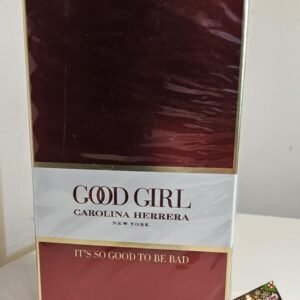 GOOD GIRL
CAROLINA HERRERA
NEW YORK
IT'S SO GOOD TO BE BAD